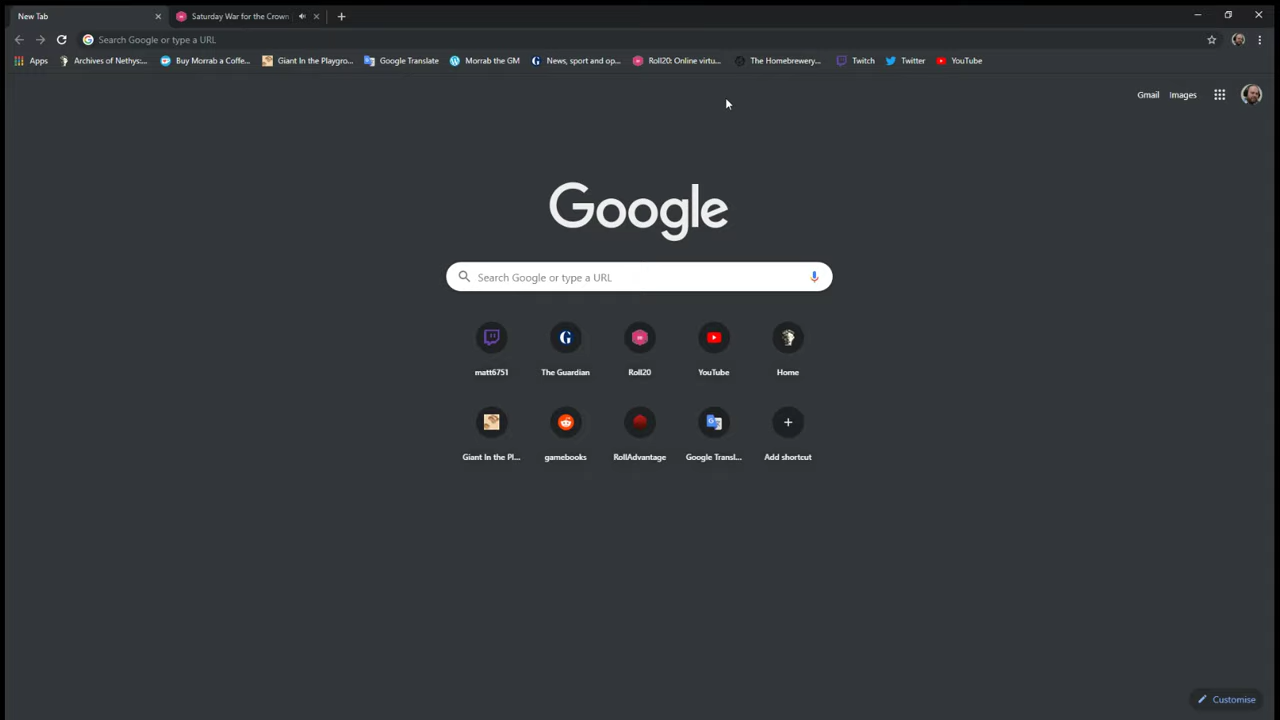 New Tab
Saturday War for the Crown
Search Google or type a URL
Apps Archives of Nethys:... Buy Morrab a Coffe... Giant In the Playgro... Google Translate Morrab the GM News, sport and op... Roll20: Online virtu... The Homebrewery... Twitch Twitter YouTube
Gmail Images
Google
Search Google or type a URL
matt6751 The Guardian Roll20 YouTube Home
Giant In the Pl... gamebooks RollAdvantage Google Transl... Add shortcut
Customise